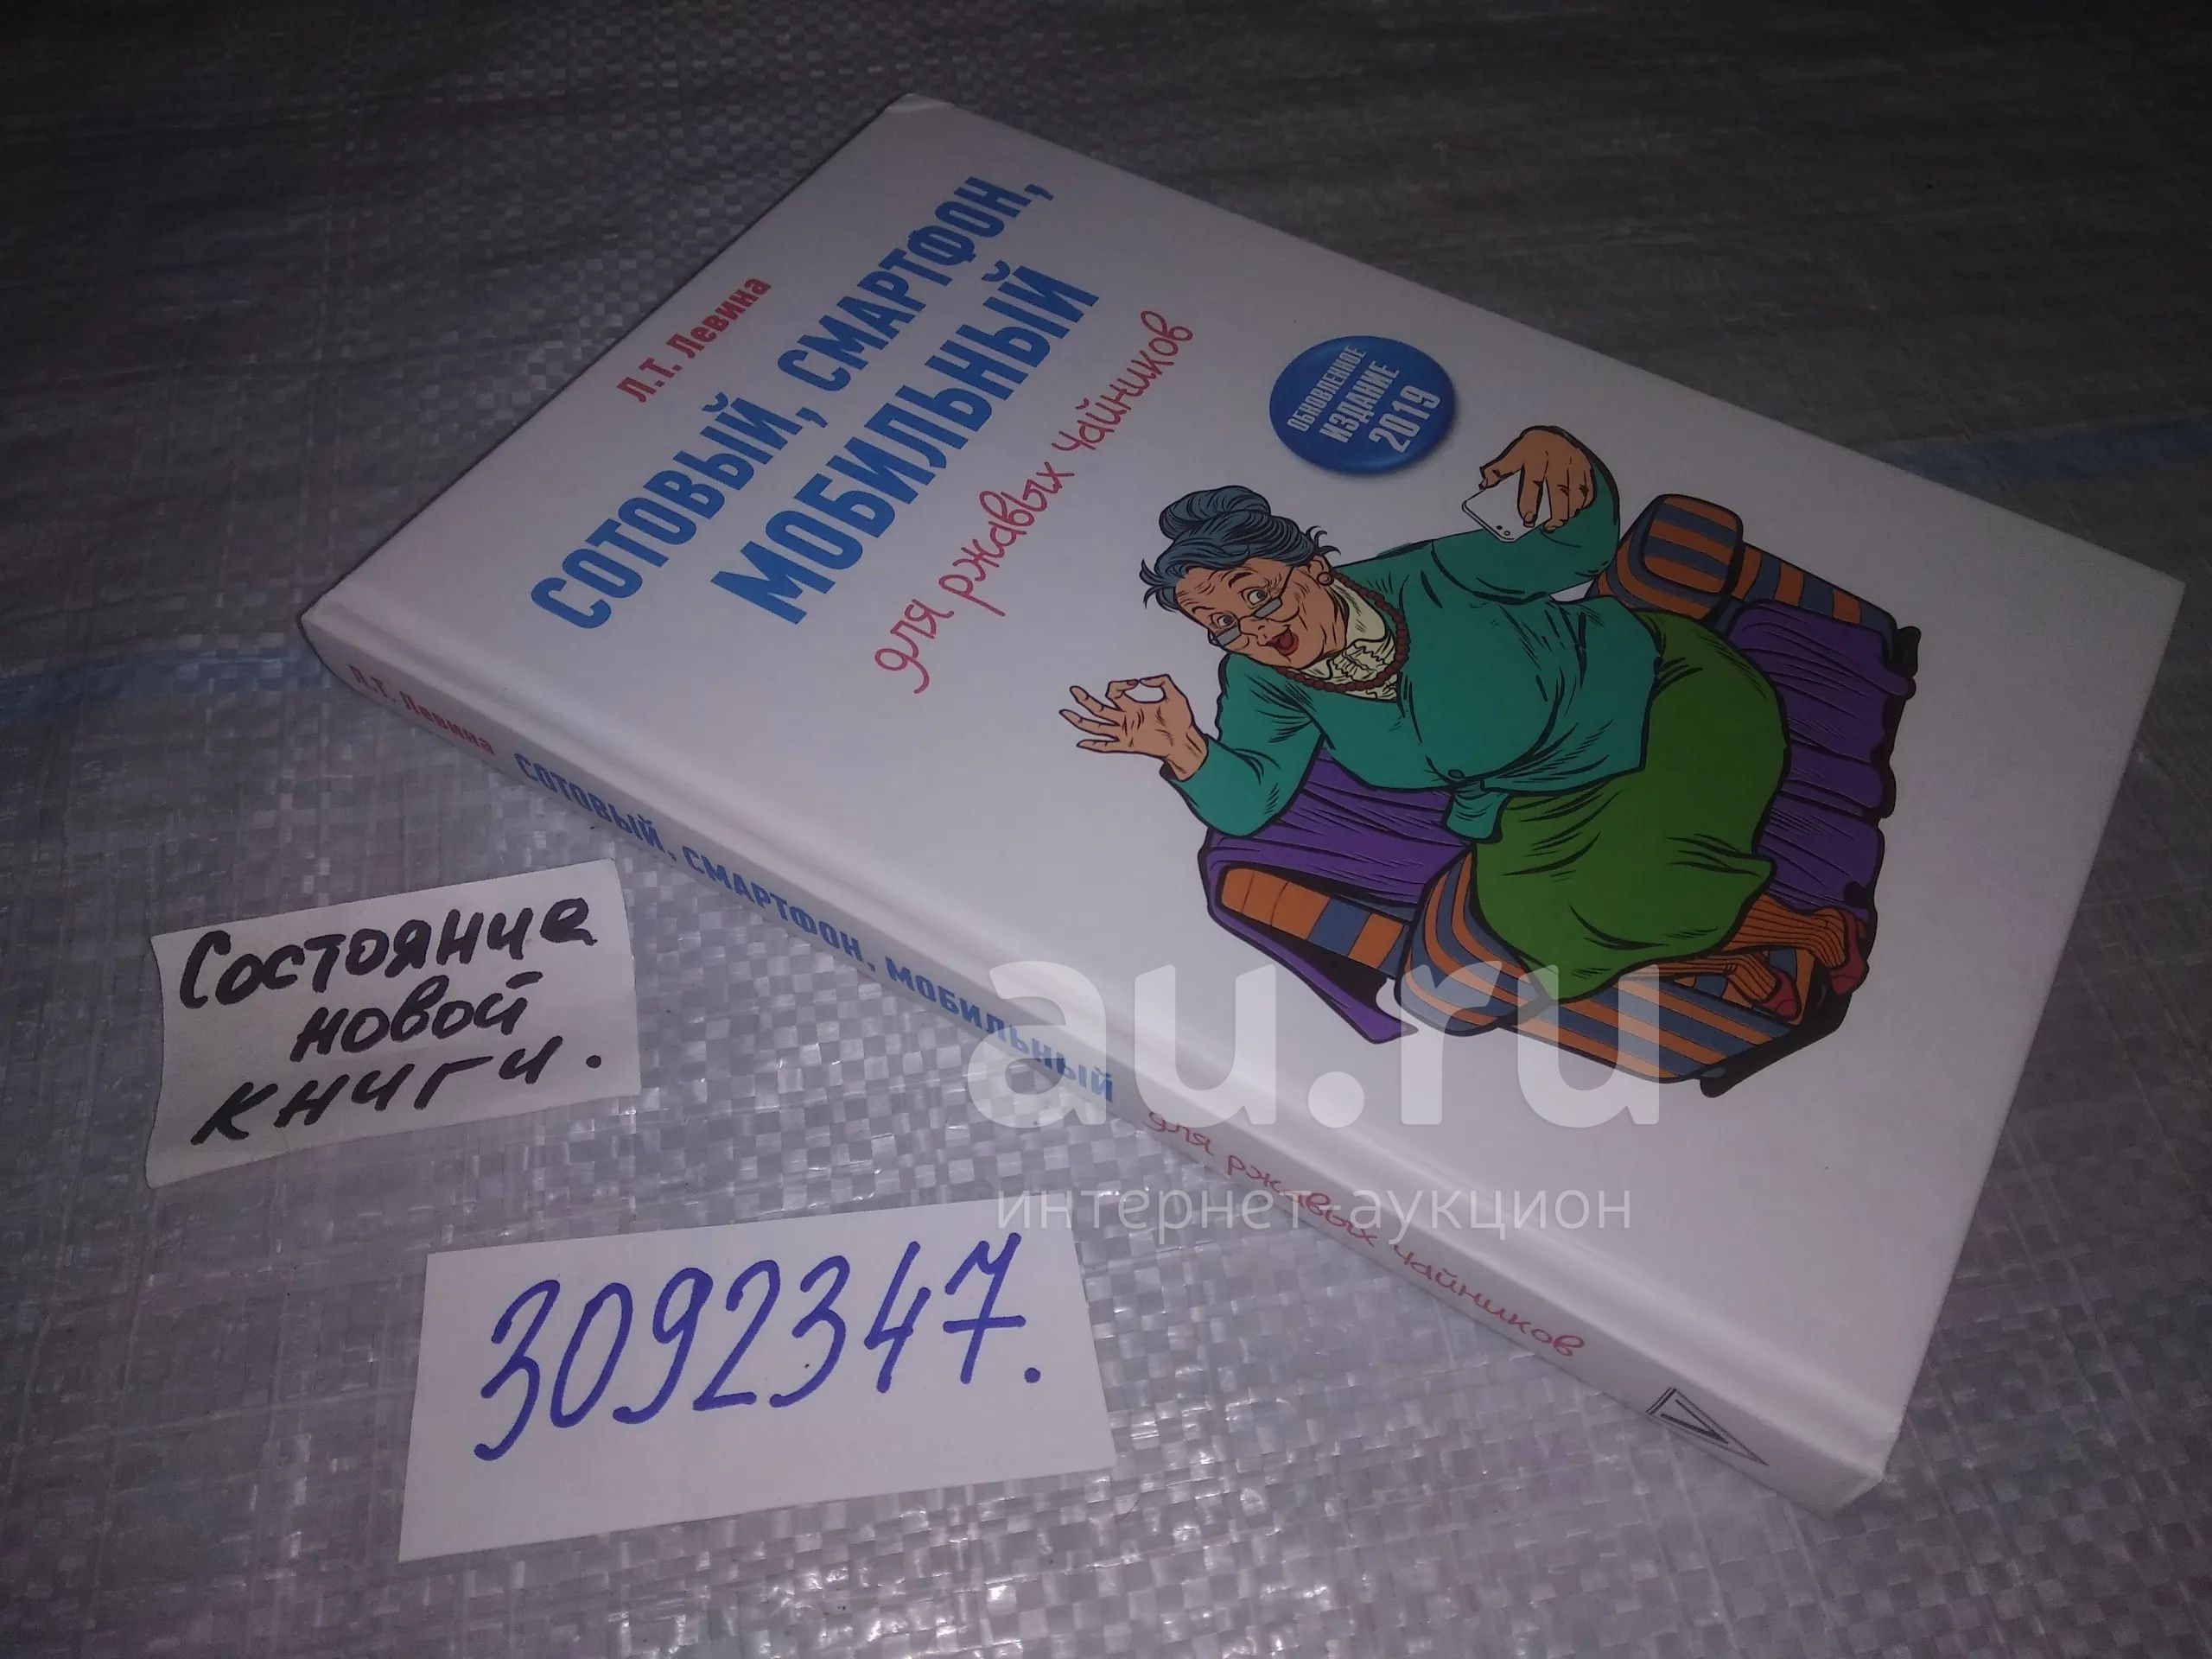 Л.Т. Левина
СОТОВЫЙ, СМАРТФОН,
МОБИЛЬНЫЙ
для ржавых чайников
ОБНОВЛЕННОЕ
ИЗДАНИЕ
2019
Л.Т. Левина СОТОВЫЙ, СМАРТФОН, МОБИЛЬНЫЙ для ржавых чайников
Состояние
новой
книги.
3092347.
au.ru
интернет-аукцион